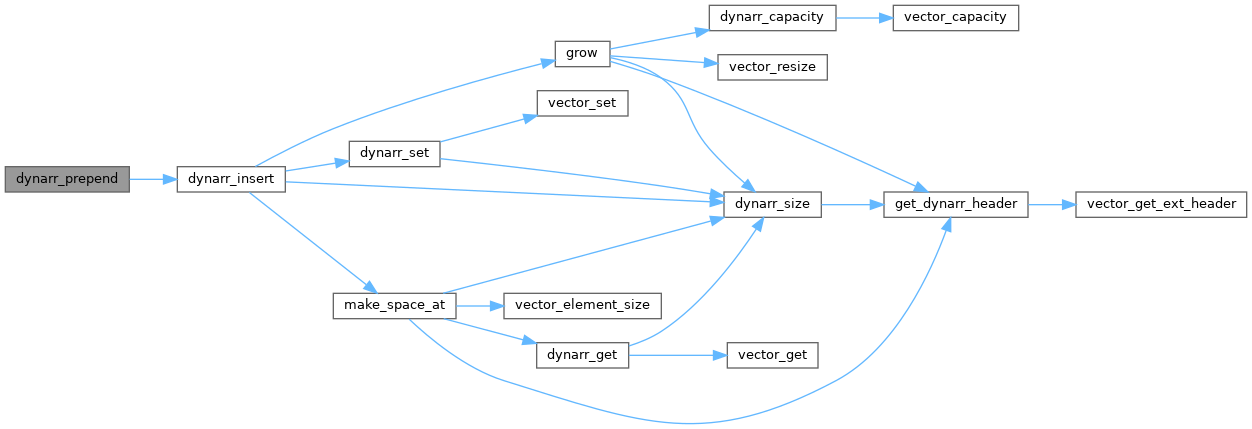 dynarr_prepend
dynarr_insert
grow
dynarr_capacity
vector_capacity
vector_resize
vector_set
dynarr_set
dynarr_size
get_dynarr_header
vector_get_ext_header
make_space_at
vector_element_size
dynarr_get
vector_get